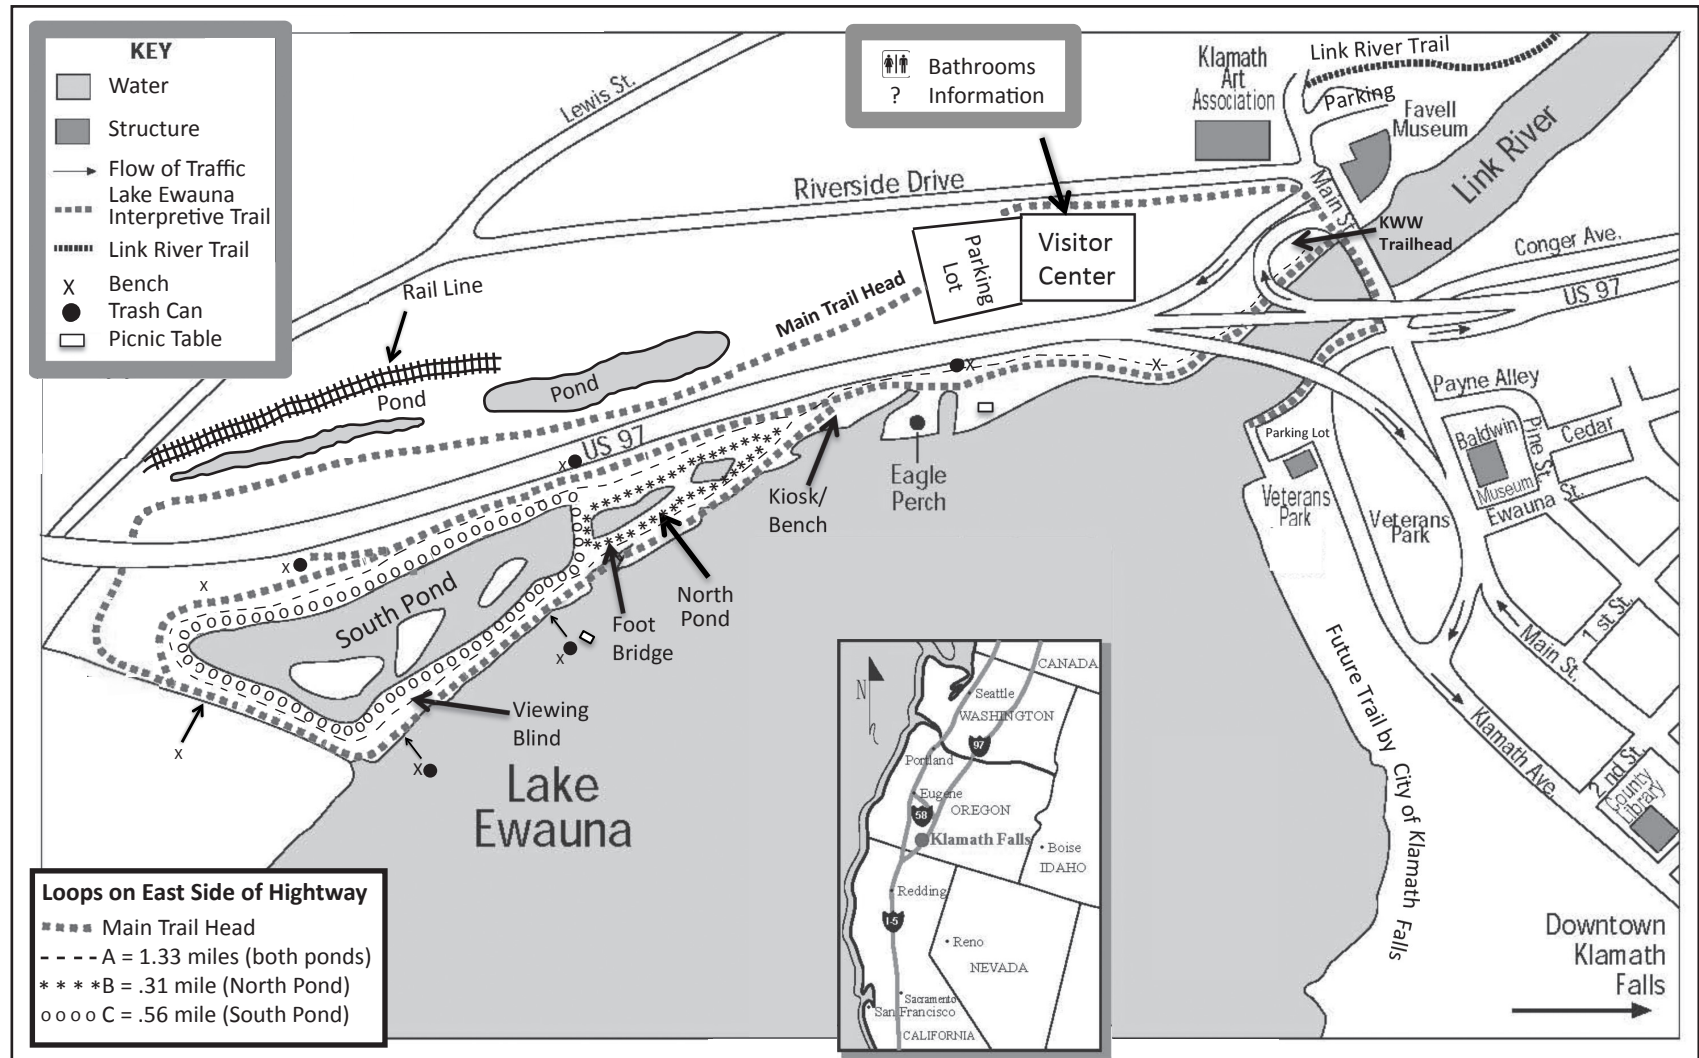 KEY
Water
Structure
Flow of Traffic
Lake Ewauna
Interpretive Trail
Link River Trail
X Bench
Trash Can
Picnic Table
Bathrooms
? Information
Lewis St.
Klamath
Art
Association
Link River Trail
Parking
Favell
Museum
Link River
Riverside Drive
Main St.
KWW
Trailhead
Conger Ave.
US 97
Visitor
Center
Parking
Lot
Main Trail Head
Rail Line
Pond
Pond
US 97
x
x
x
x
x
Eagle
Perch
Kiosk/
Bench
North
Pond
Foot
Bridge
South Pond
x
x
x
x
Viewing
Blind
Lake
Ewauna
Parking Lot
Veterans
Park
Veterans
Park
Payne Alley
Baldwin
Museum
Pine St.
Cedar
Ewauna St.
Main St.
1 st St.
2 nd St.
County
Library
Klamath Ave.
Future Trail by City of Klamath Falls
Downtown
Klamath
Falls
N
CANADA
Seattle
WASHINGTON
97
Portland
Eugene
OREGON
58
Klamath Falls
Boise
IDAHO
Redding
I-5
Reno
NEVADA
Sacramento
San Francisco
CALIFORNIA
Loops on East Side of Hightway
Main Trail Head
- - - - A = 1.33 miles (both ponds)
* * * * B = .31 mile (North Pond)
o o o o C = .56 mile (South Pond)